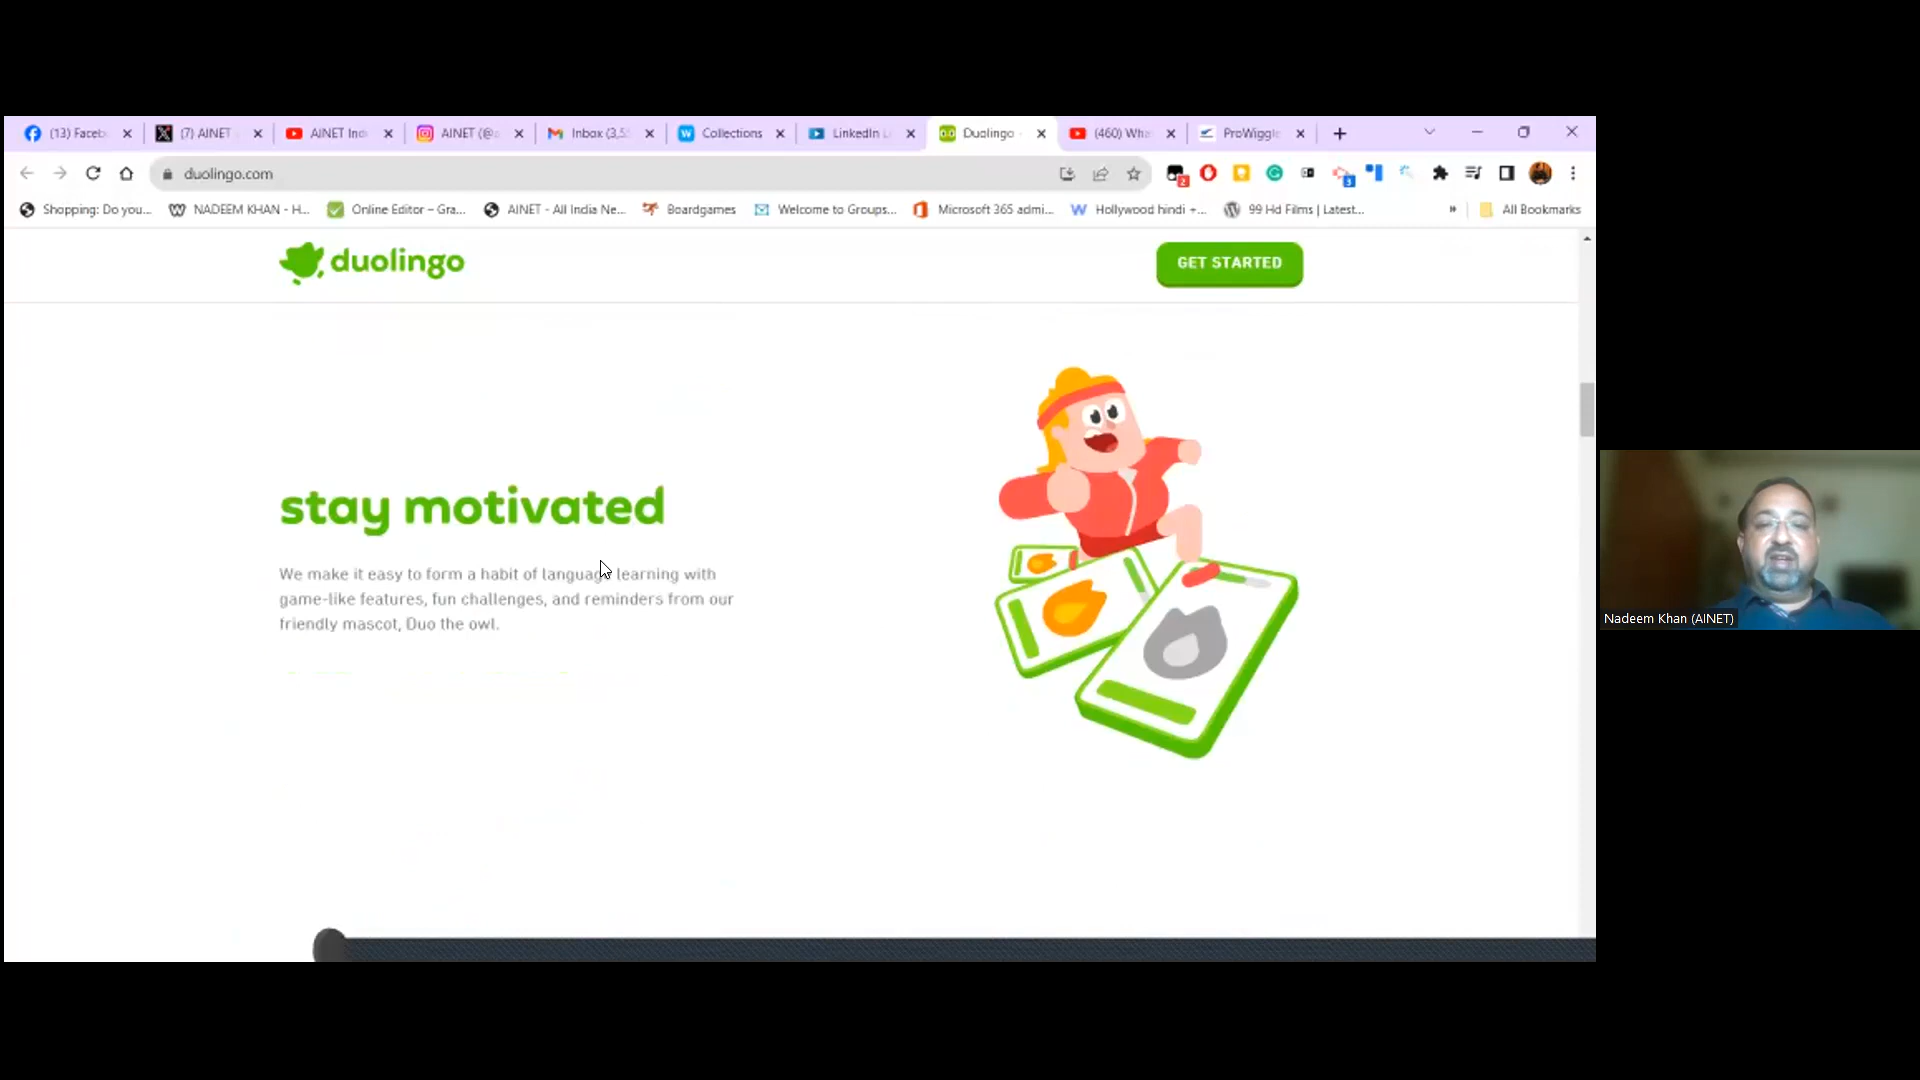 (13) Faceb
(7) AINET
AINET Ind
AINET (@a
Inbox (3,5
Collections
LinkedIn L
Duolingo -
(460) Wha
ProWiggle
duolingo.com
Shopping: Do you...
NADEEM KHAN - H...
Online Editor – Gra...
AINET - All India Ne...
Boardgames
Welcome to Groups...
Microsoft 365 admi...
Hollywood hindi +...
99 Hd Films | Latest...
»
All Bookmarks
duolingo
GET STARTED
stay motivated
We make it easy to form a habit of language learning with
game-like features, fun challenges, and reminders from our
friendly mascot, Duo the owl.
Nadeem Khan (AINET)